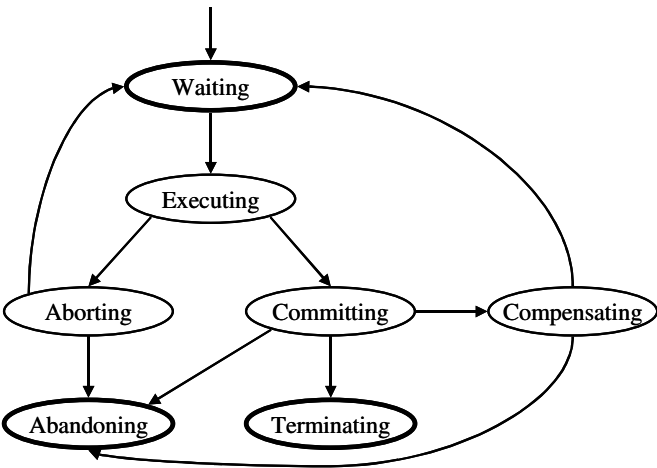 Waiting
Executing
Aborting
Committing
Compensating
Abandoning
Terminating